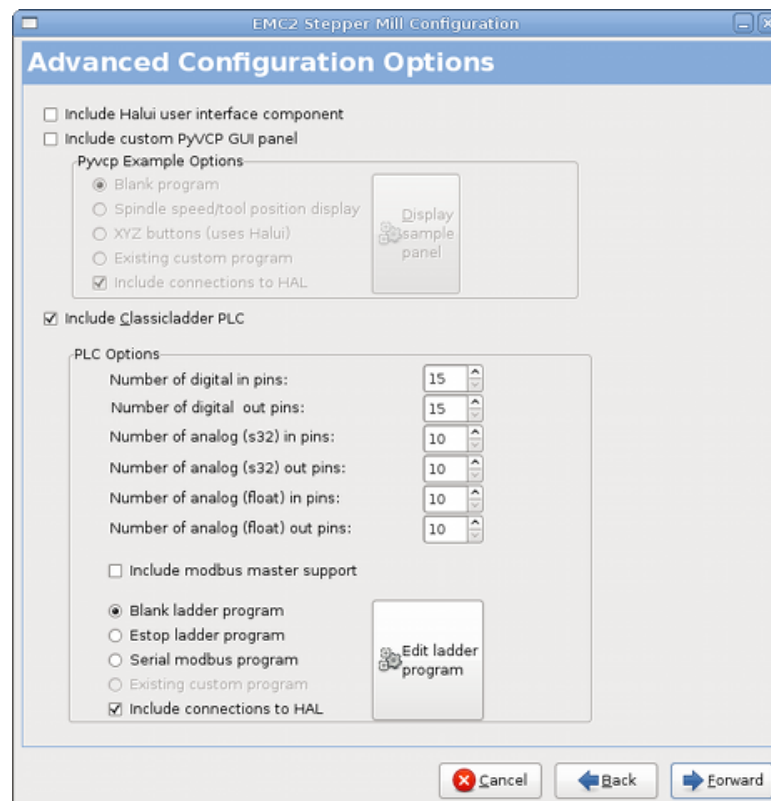 EMC2 Stepper Mill Configuration
Advanced Configuration Options
Include Halui user interface component
Include custom PyVCP GUI panel
Pyvcp Example Options
Blank program
Spindle speed/tool position display
XYZ buttons (uses Halui)
Existing custom program
Include connections to HAL
Display
sample
panel
Include Classicladder PLC
PLC Options
Number of digital in pins: 15
Number of digital out pins: 15
Number of analog (s32) in pins: 10
Number of analog (s32) out pins: 10
Number of analog (float) in pins: 10
Number of analog (float) out pins: 10
Include modbus master support
Blank ladder program
Estop ladder program
Serial modbus program
Existing custom program
Include connections to HAL
Edit ladder
program
Cancel Back Forward